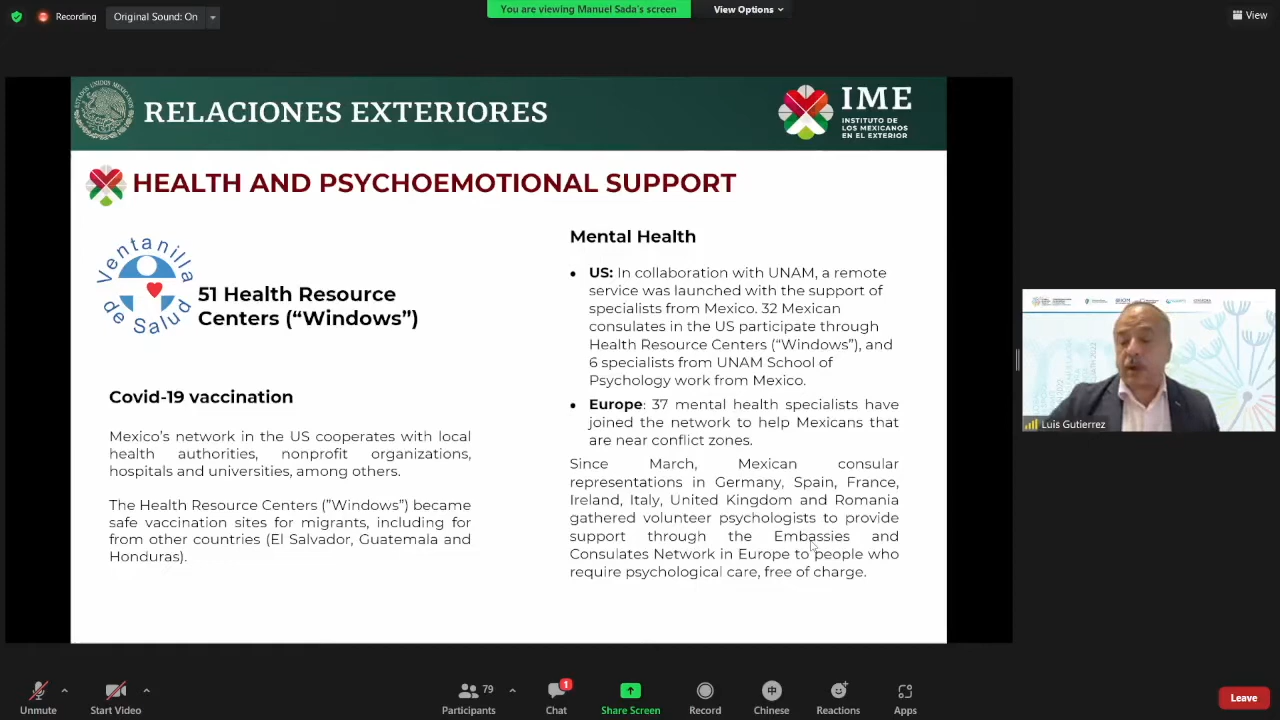 Recording
Original Sound: On
You are viewing Manuel Sada's screen
View Options
View
RELACIONES EXTERIORES
IME
INSTITUTO DE
LOS MEXICANOS
EN EL EXTERIOR
HEALTH AND PSYCHOEMOTIONAL SUPPORT
Ventanilla
de Salud
51 Health Resource
Centers (“Windows”)
Covid-19 vaccination
Mexico’s network in the US cooperates with local
health authorities, nonprofit organizations,
hospitals and universities, among others.
The Health Resource Centers (”Windows”) became
safe vaccination sites for migrants, including for
from other countries (El Salvador, Guatemala and
Honduras).
Mental Health
• US: In collaboration with UNAM, a remote
service was launched with the support of
specialists from Mexico. 32 Mexican
consulates in the US participate through
Health Resource Centers (“Windows”), and
6 specialists from UNAM School of
Psychology work from Mexico.
• Europe: 37 mental health specialists have
joined the network to help Mexicans that
are near conflict zones.
Since March, Mexican consular
representations in Germany, Spain, France,
Ireland, Italy, United Kingdom and Romania
gathered volunteer psychologists to provide
support through the Embassies and
Consulates Network in Europe to people who
require psychological care, free of charge.
Luis Gutierrez
Unmute
Start Video
79
Participants
1
Chat
Share Screen
Record
中
Chinese
Reactions
Apps
Leave